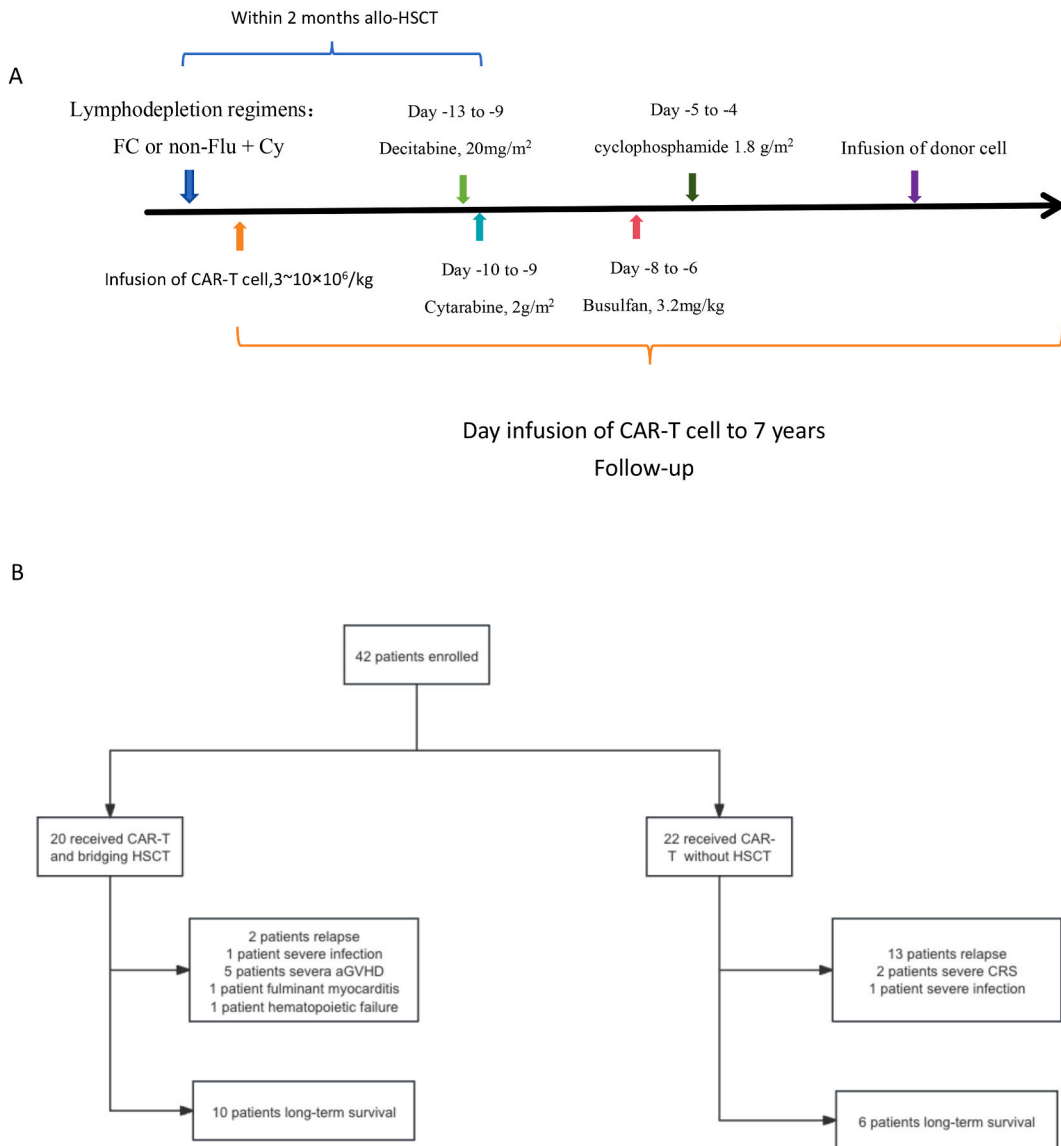 Within 2 months allo-HSCT
A
Lymphodepletion regimens：
FC or non-Flu + Cy
Day -13 to -9
Decitabine, 20mg/m²
Day -5 to -4
cyclophosphamide 1.8 g/m²
Infusion of donor cell
Infusion of CAR-T cell,3~10×10⁶/kg
Day -10 to -9
Cytarabine, 2g/m²
Day -8 to -6
Busulfan, 3.2mg/kg
Day infusion of CAR-T cell to 7 years
Follow-up
B
42 patients enrolled
20 received CAR-T
and bridging HSCT
22 received CAR-
T without HSCT
2 patients relapse
1 patient severe infection
5 patients severa aGVHD
1 patient fulminant myocarditis
1 patient hematopoietic failure
13 patients relapse
2 patients severe CRS
1 patient severe infection
10 patients long-term survival
6 patients long-term survival